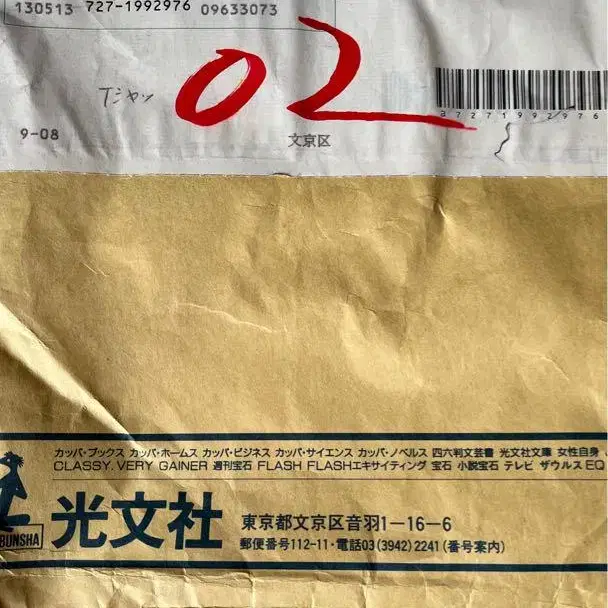 130513 727-1992976 09633073
Tシャツ 02
a7271992976
9-08 文京区
カッパ・ブックス カッパ・ホームス カッパ・ビジネス カッパ・サイエンス カッパ・ノベルス 四六判文芸書 光文社文庫 女性自身
CLASSY. VERY GAINER 週刊宝石 FLASH FLASHエキサイティング 宝石 小説宝石 テレビ ザウルス EQ
光文社 東京都文京区音羽1-16-6
BUNSHA 郵便番号112-11・電話03(3942)2241(番号案内)